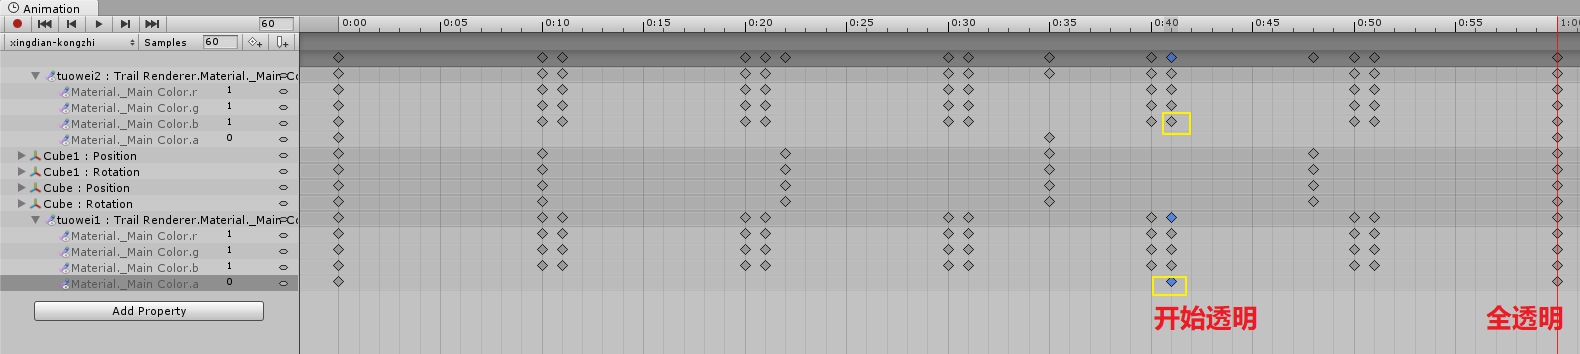 Animation
60
0:00 0:05 0:10 0:15 0:20 0:25 0:30 0:35 0:40 0:45 0:50 0:55 1:00
xingdian-kongzhi Samples 60
tuowei2 : Trail Renderer.Material._Main Co
Material._Main Color.r 1
Material._Main Color.g 1
Material._Main Color.b 1
Material._Main Color.a 0
Cube1 : Position
Cube1 : Rotation
Cube : Position
Cube : Rotation
tuowei1 : Trail Renderer.Material._Main Co
Material._Main Color.r 1
Material._Main Color.g 1
Material._Main Color.b 1
Material._Main Color.a 0
Add Property
开始透明 全透明